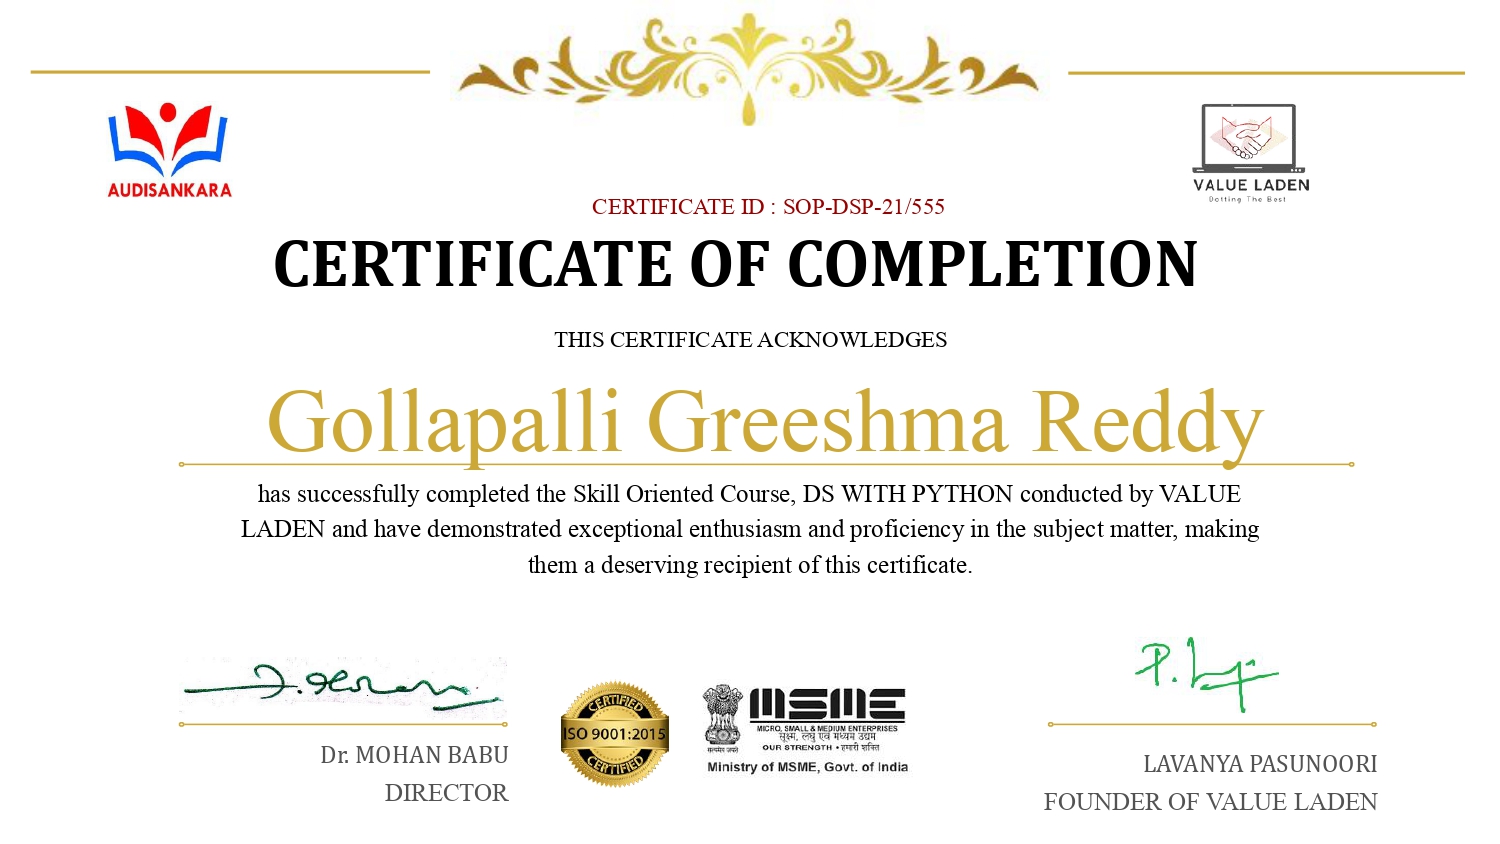 AUDISANKARA
VALUE LADEN
Dotting The Best
CERTIFICATE ID : SOP-DSP-21/555
CERTIFICATE OF COMPLETION
THIS CERTIFICATE ACKNOWLEDGES
Gollapalli Greeshma Reddy
has successfully completed the Skill Oriented Course, DS WITH PYTHON conducted by VALUE
LADEN and have demonstrated exceptional enthusiasm and proficiency in the subject matter, making
them a deserving recipient of this certificate.
Dr. MOHAN BABU
DIRECTOR
CERTIFIED
ISO 9001:2015
CERTIFIED
MSME
MICRO, SMALL & MEDIUM ENTERPRISES
सूक्ष्म, लघु एवं मध्यम उद्यम
OUR STRENGTH • हमारी शक्ति
सत्यमेव जयते
Ministry of MSME, Govt. of India
LAVANYA PASUNOORI
FOUNDER OF VALUE LADEN